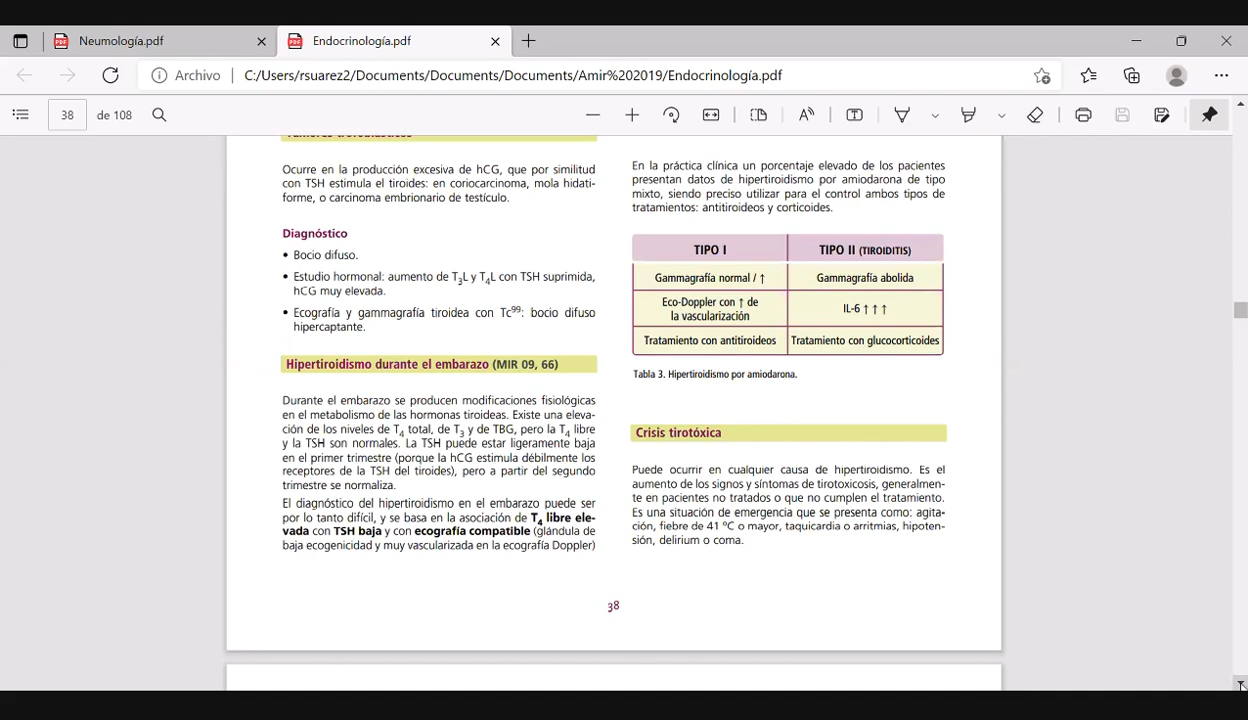 Neumología.pdf
Endocrinología.pdf
Archivo
C:/Users/rsuarez2/Documents/Documents/Documents/Amir%202019/Endocrinología.pdf
38
de 108
Tumores trofoblásticos
Ocurre en la producción excesiva de hCG, que por similitud
con TSH estimula el tiroides: en coriocarcinoma, mola hidati-
forme, o carcinoma embrionario de testículo.
Diagnóstico
• Bocio difuso.
• Estudio hormonal: aumento de T3L y T4L con TSH suprimida,
hCG muy elevada.
• Ecografía y gammagrafía tiroidea con Tc99: bocio difuso
hipercaptante.
Hipertiroidismo durante el embarazo (MIR 09, 66)
Durante el embarazo se producen modificaciones fisiológicas
en el metabolismo de las hormonas tiroideas. Existe una eleva-
ción de los niveles de T4 total, de T3 y de TBG, pero la T4 libre
y la TSH son normales. La TSH puede estar ligeramente baja
en el primer trimestre (porque la hCG estimula débilmente los
receptores de la TSH del tiroides), pero a partir del segundo
trimestre se normaliza.
El diagnóstico del hipertiroidismo en el embarazo puede ser
por lo tanto difícil, y se basa en la asociación de T4 libre ele-
vada con TSH baja y con ecografía compatible (glándula de
baja ecogenicidad y muy vascularizada en la ecografía Doppler)
En la práctica clínica un porcentaje elevado de los pacientes
presentan datos de hipertiroidismo por amiodarona de tipo
mixto, siendo preciso utilizar para el control ambos tipos de
tratamientos: antitiroideos y corticoides.
TIPO I
TIPO II (TIROIDITIS)
Gammagrafía normal / ↑
Gammagrafía abolida
Eco-Doppler con ↑ de
la vascularización
IL-6 ↑ ↑ ↑
Tratamiento con antitiroideos
Tratamiento con glucocorticoides
Tabla 3. Hipertiroidismo por amiodarona.
Crisis tirotóxica
Puede ocurrir en cualquier causa de hipertiroidismo. Es el
aumento de los signos y síntomas de tirotoxicosis, generalmen-
te en pacientes no tratados o que no cumplen el tratamiento.
Es una situación de emergencia que se presenta como: agita-
ción, fiebre de 41 ºC o mayor, taquicardia o arritmias, hipoten-
sión, delirium o coma.
38